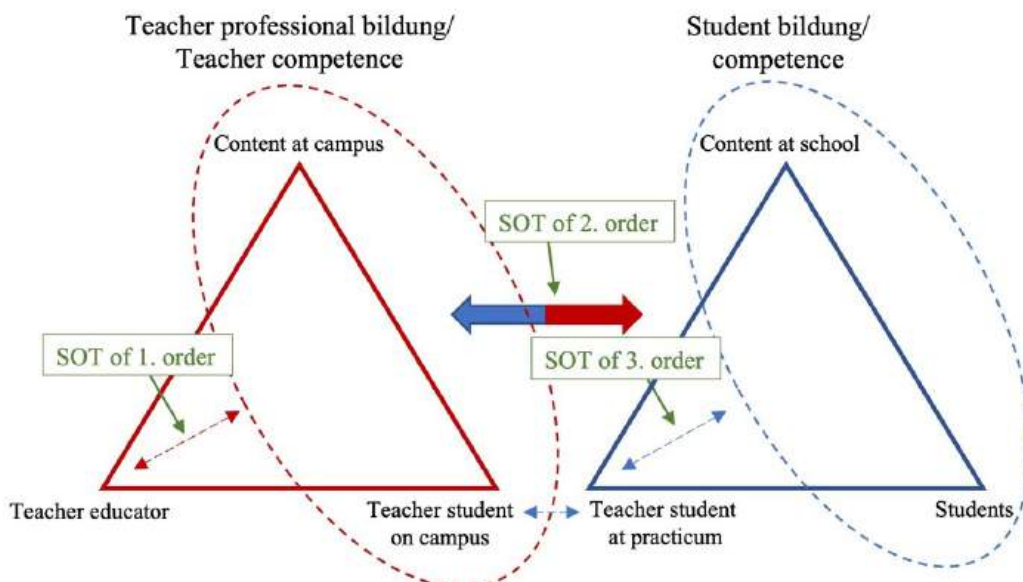 Teacher professional bildung/
Teacher competence
Student bildung/
competence
Content at campus
Content at school
SOT of 2. order
SOT of 1. order
SOT of 3. order
Teacher educator
Teacher student
on campus
Teacher student
at practicum
Students